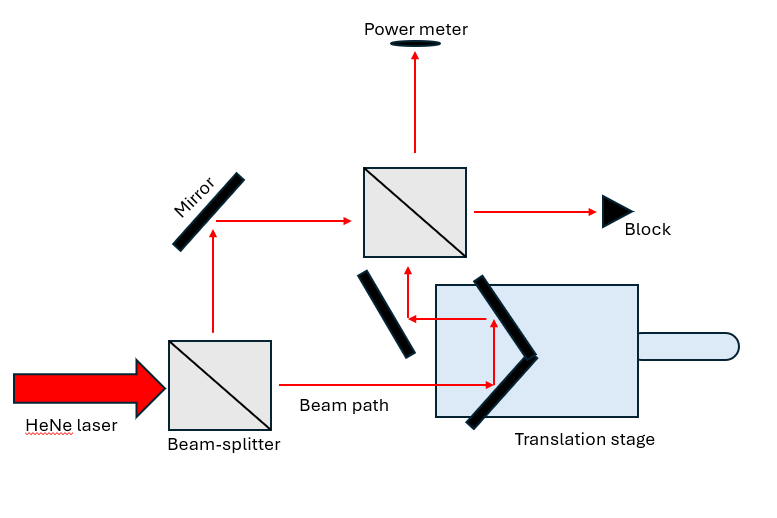 Power meter
Mirror
Block
HeNe laser
Beam path
Beam-splitter
Translation stage